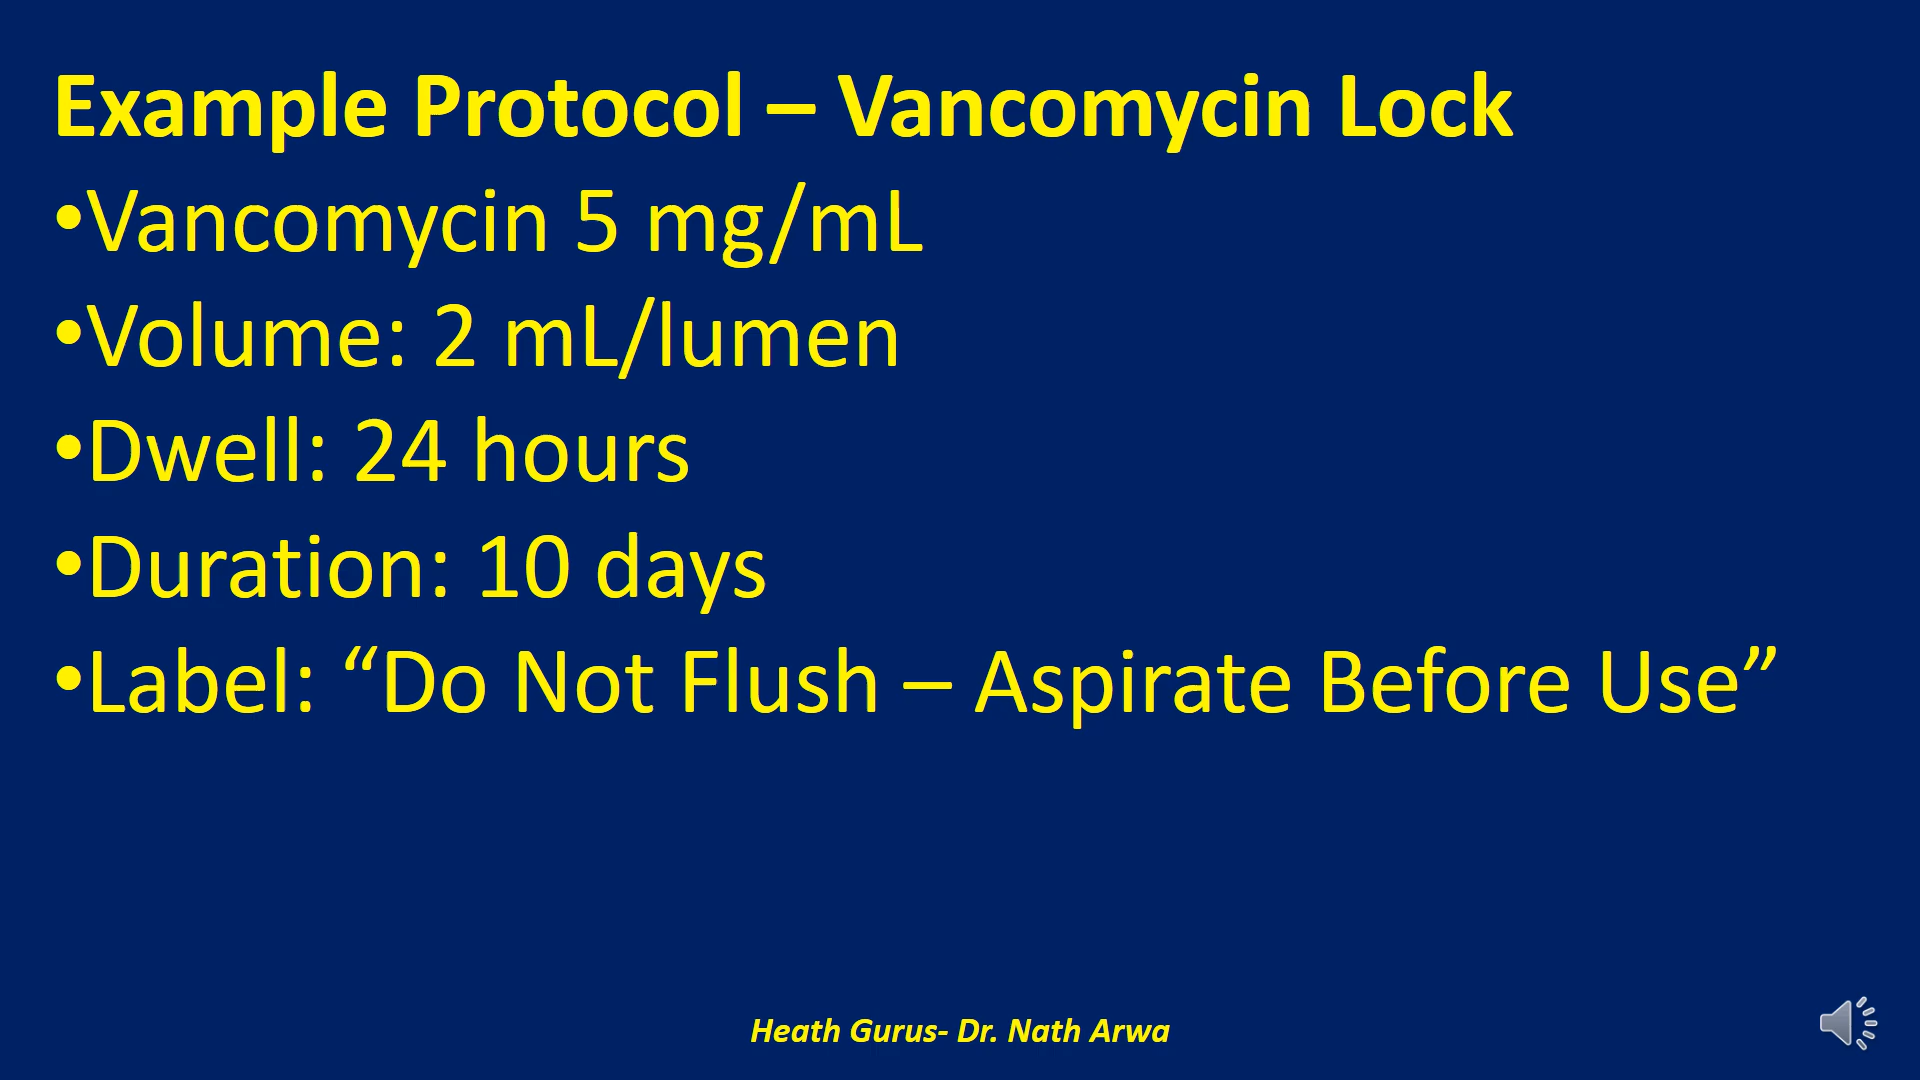 Example Protocol – Vancomycin Lock
•Vancomycin 5 mg/mL
•Volume: 2 mL/lumen
•Dwell: 24 hours
•Duration: 10 days
•Label: “Do Not Flush – Aspirate Before Use”
Heath Gurus- Dr. Nath Arwa